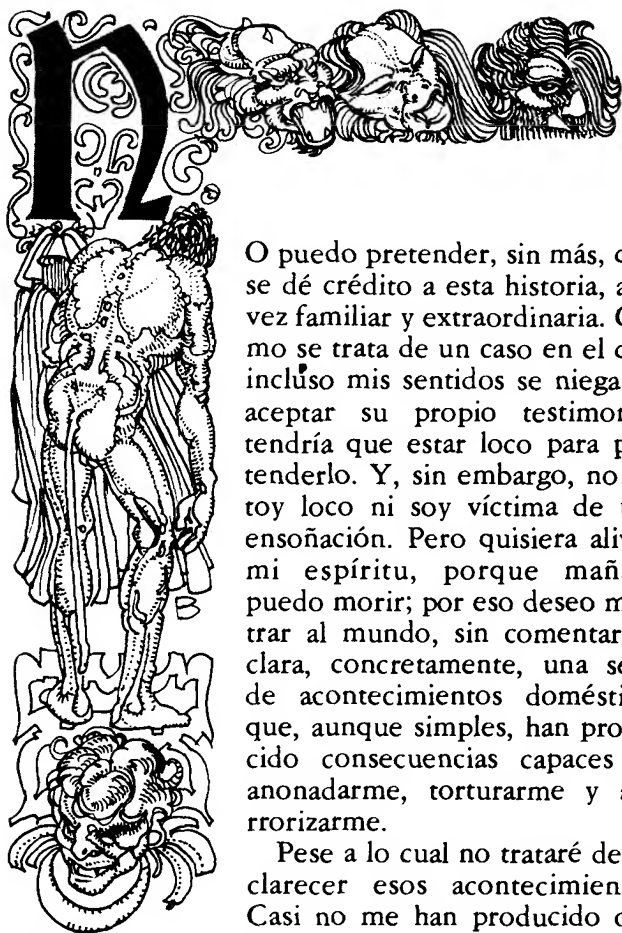 NO puedo pretender, sin más,
se dé crédito a esta historia, a
vez familiar y extraordinaria. C
mo se trata de un caso en el
incluso mis sentidos se niega
aceptar su propio testimon
tendría que estar loco para p
tenderlo. Y, sin embargo, no
toy loco ni soy víctima de
ensoñación. Pero quisiera aliv
mi espíritu, porque maña
puedo morir; por eso deseo m
trar al mundo, sin comentar
clara, concretamente, una se
de acontecimientos domésti
que, aunque simples, han pro
cido consecuencias capaces
anonadarme, torturarme y a
rrorizarme.
Pese a lo cual no trataré de
clarecer esos acontecimien
Casi no me han producido
B